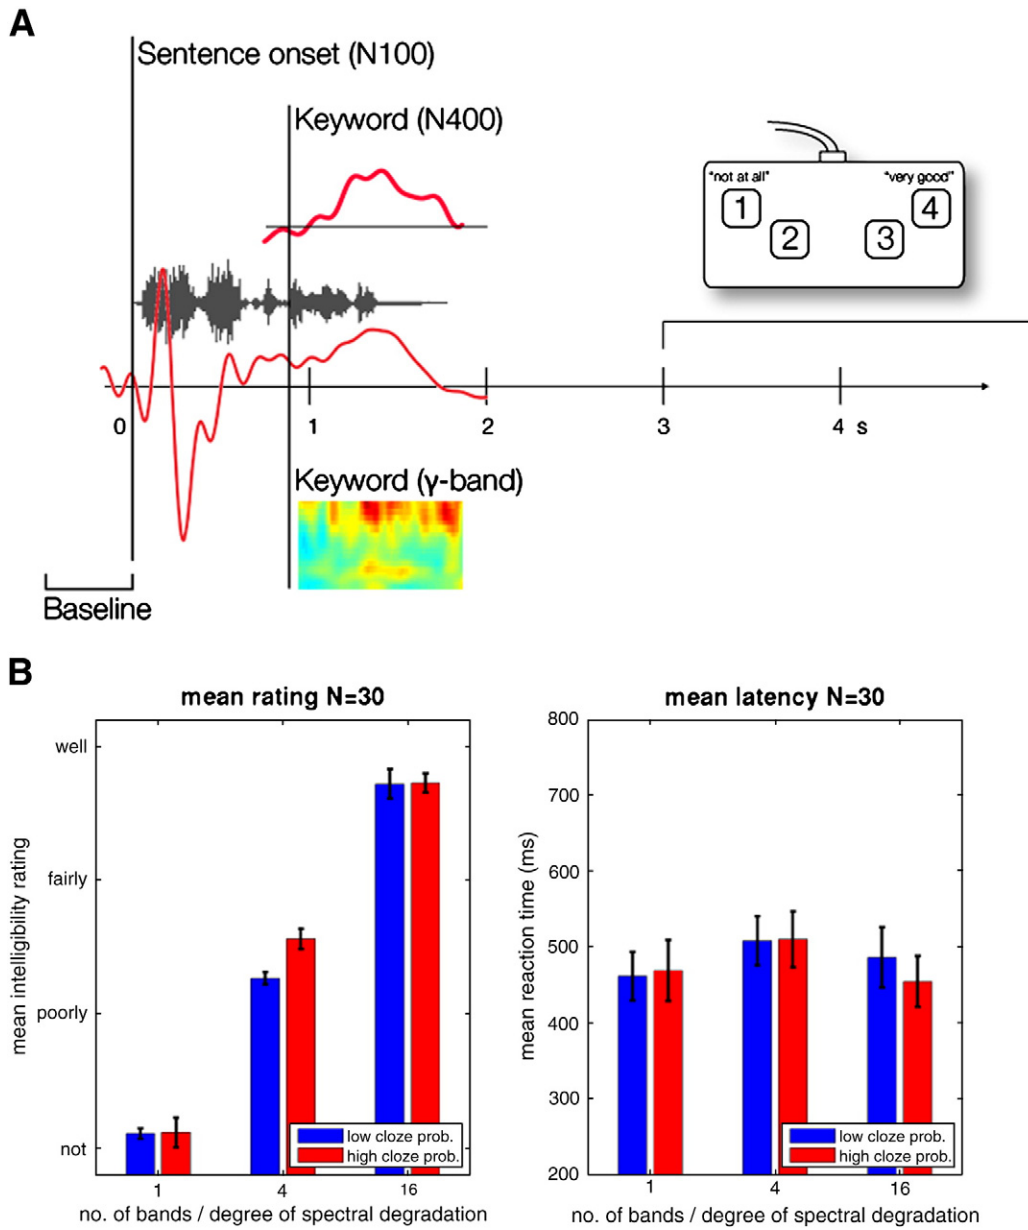 A
Sentence onset (N100)
Keyword (N400)
"not at all"
"very good"
1
2
3
4
0
1
2
3
4 s
Keyword (γ-band)
Baseline
B
mean rating N=30
well
fairly
poorly
not
mean intelligibility rating
low cloze prob.
high cloze prob.
1
4
16
no. of bands / degree of spectral degradation
mean latency N=30
800
700
600
500
400
300
200
mean reaction time (ms)
low cloze prob.
high cloze prob.
1
4
16
no. of bands / degree of spectral degradation